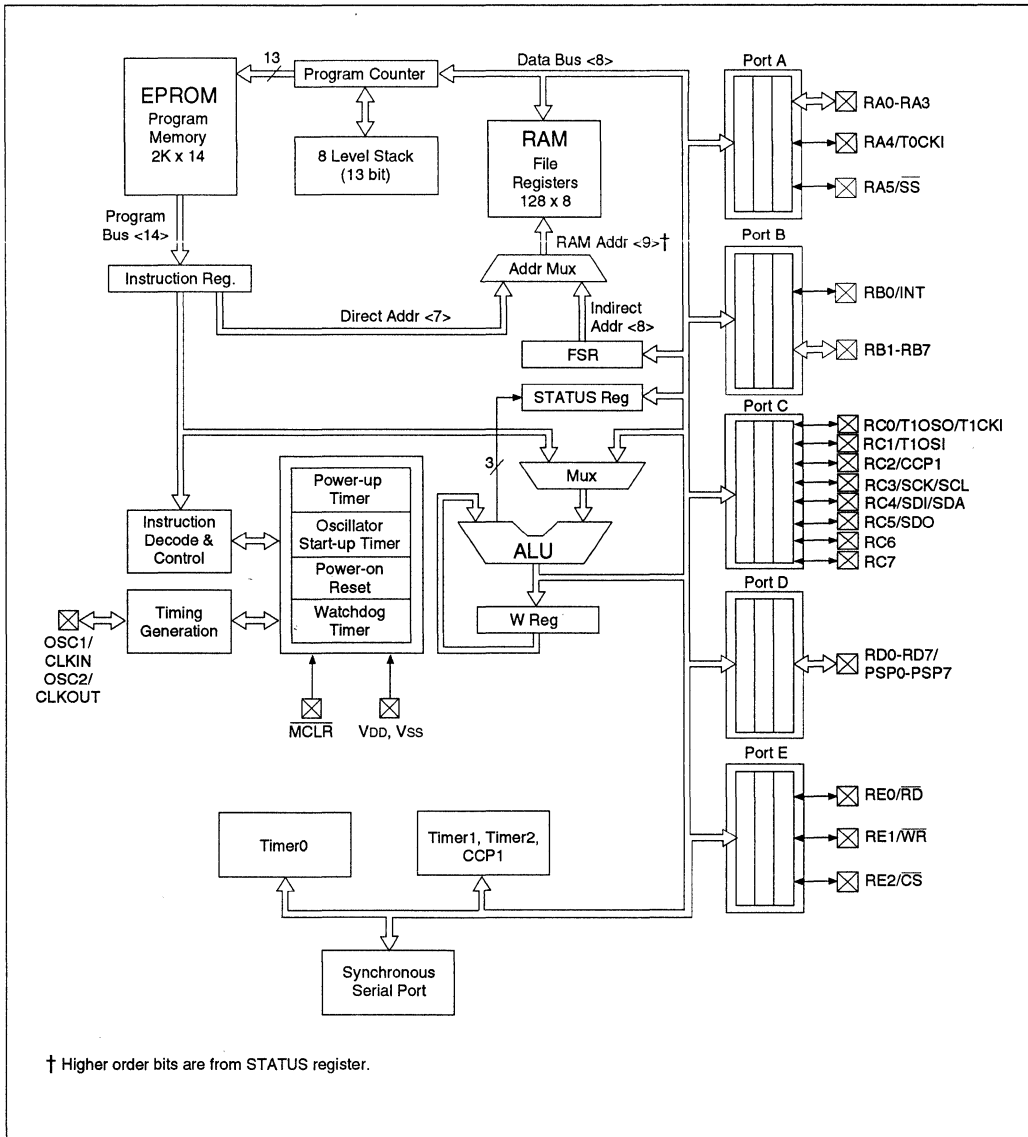 13
Program Counter
Data Bus <8>
EPROM
Program
Memory
2K x 14
8 Level Stack
(13 bit)
RAM
File
Registers
128 x 8
Program
Bus <14>
RAM Addr <9>†
Instruction Reg.
Addr Mux
Direct Addr <7>
Indirect
Addr <8>
FSR
STATUS Reg
3
Mux
Power-up
Timer
Oscillator
Start-up Timer
Power-on
Reset
Watchdog
Timer
Instruction
Decode &
Control
ALU
W Reg
Timing
Generation
OSC1/
CLKIN
OSC2/
CLKOUT
M̅C̅L̅R̅
VDD, VSS
Port A
RA0-RA3
RA4/T0CKI
RA5/S̅S̅
Port B
RB0/INT
RB1-RB7
Port C
RC0/T1OSO/T1CKI
RC1/T1OSI
RC2/CCP1
RC3/SCK/SCL
RC4/SDI/SDA
RC5/SDO
RC6
RC7
Port D
RD0-RD7/
PSP0-PSP7
Port E
RE0/R̅D̅
RE1/W̅R̅
RE2/C̅S̅
Timer0
Timer1, Timer2,
CCP1
Synchronous
Serial Port
† Higher order bits are from STATUS register.